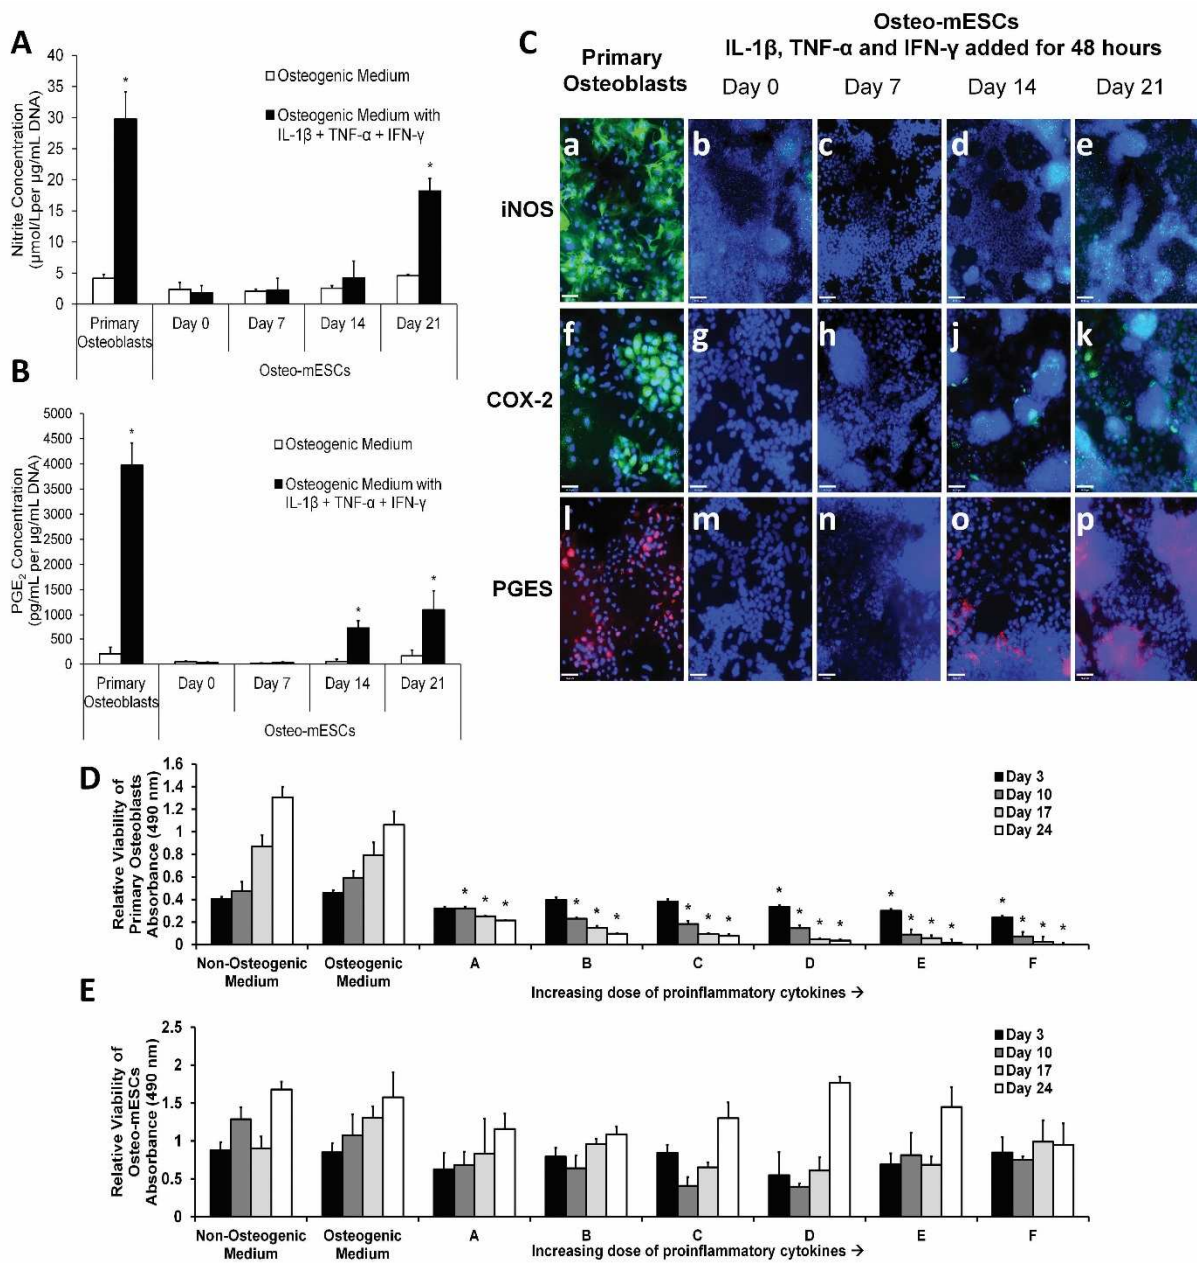 A
Nitrite Concentration
(µmol/Lper µg/mL DNA)
40
35
30
25
20
15
10
5
0
*
*
Osteogenic Medium
Osteogenic Medium with
IL-1β + TNF-α + IFN-γ
Primary
Osteoblasts
Day 0
Day 7
Day 14
Day 21
Osteo-mESCs
B
PGE2 Concentration
(pg/mL per µg/mL DNA)
5000
4500
4000
3500
3000
2500
2000
1500
1000
500
0
*
*
*
Osteogenic Medium
Osteogenic Medium with
IL-1β + TNF-α + IFN-γ
Primary
Osteoblasts
Day 0
Day 7
Day 14
Day 21
Osteo-mESCs
C
Primary
Osteoblasts
Osteo-mESCs
IL-1β, TNF-α and IFN-γ added for 48 hours
Day 0
Day 7
Day 14
Day 21
iNOS
a
b
c
d
e
COX-2
f
g
h
j
k
PGES
l
m
n
o
p
D
Relative Viability of
Primary Osteoblasts
Absorbance (490 nm)
1.6
1.4
1.2
1
0.8
0.6
0.4
0.2
0
Day 3
Day 10
Day 17
Day 24
* * *
* * *
* * *
* * * *
* * * *
* * * *
Non-Osteogenic
Medium
Osteogenic
Medium
A
B
C
D
E
F
Increasing dose of proinflammatory cytokines →
E
Relative Viability of
Osteo-mESCs
Absorbance (490 nm)
2.5
2
1.5
1
0.5
0
Day 3
Day 10
Day 17
Day 24
Non-Osteogenic
Medium
Osteogenic
Medium
A
B
C
D
E
F
Increasing dose of proinflammatory cytokines →